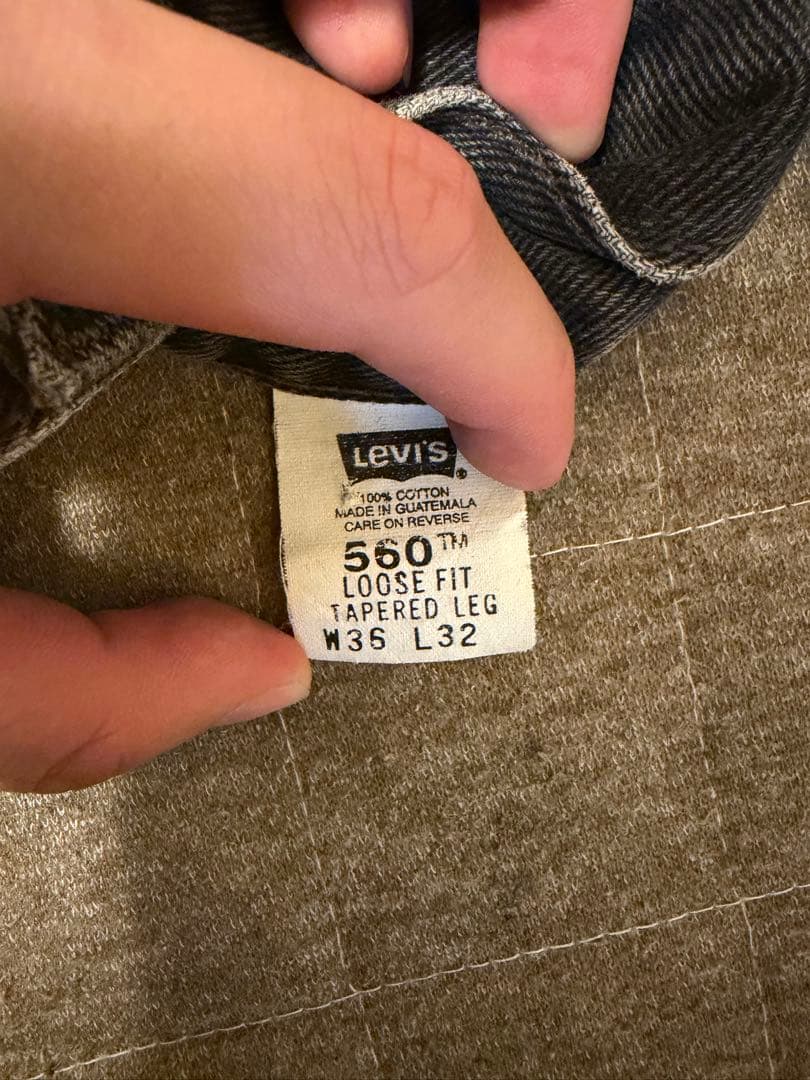 Levi's®
100% COTTON
MADE IN GUATEMALA
CARE ON REVERSE
560™
LOOSE FIT
TAPERED LEG
W36 L32